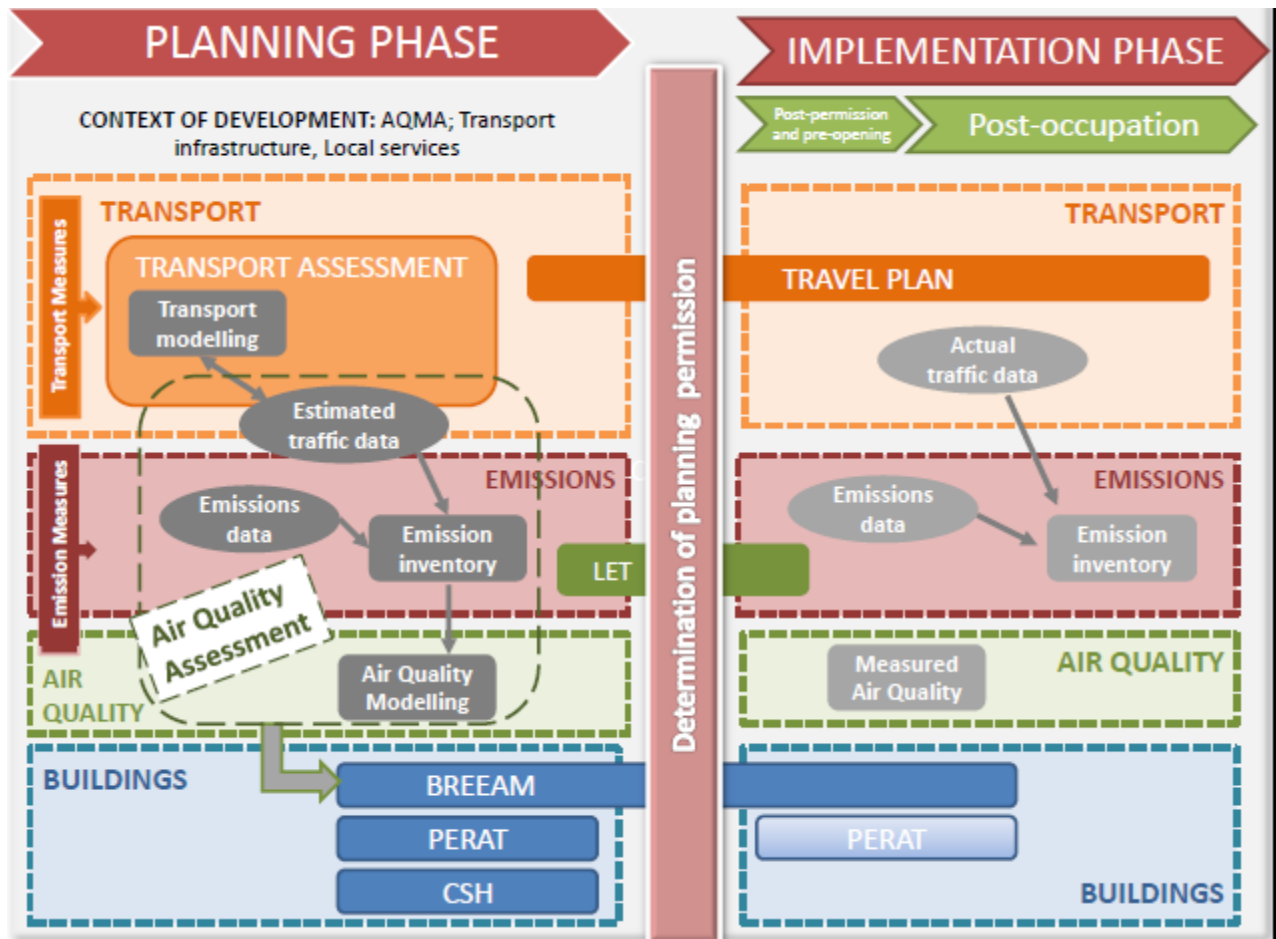 PLANNING PHASE
CONTEXT OF DEVELOPMENT: AQMA; Transport
infrastructure, Local services
Transport Measures
TRANSPORT
TRANSPORT ASSESSMENT
Transport
modelling
Estimated
traffic data
Emission Measures
EMISSIONS
Emissions
data
Emission
inventory
LET
Air Quality
Assessment
AIR
QUALITY
Air Quality
Modelling
BUILDINGS
BREEAM
PERAT
CSH
Determination of planning permission
IMPLEMENTATION PHASE
Post-permission
and pre-opening
Post-occupation
TRANSPORT
TRAVEL PLAN
Actual
traffic data
EMISSIONS
Emissions
data
Emission
inventory
AIR QUALITY
Measured
Air Quality
PERAT
BUILDINGS